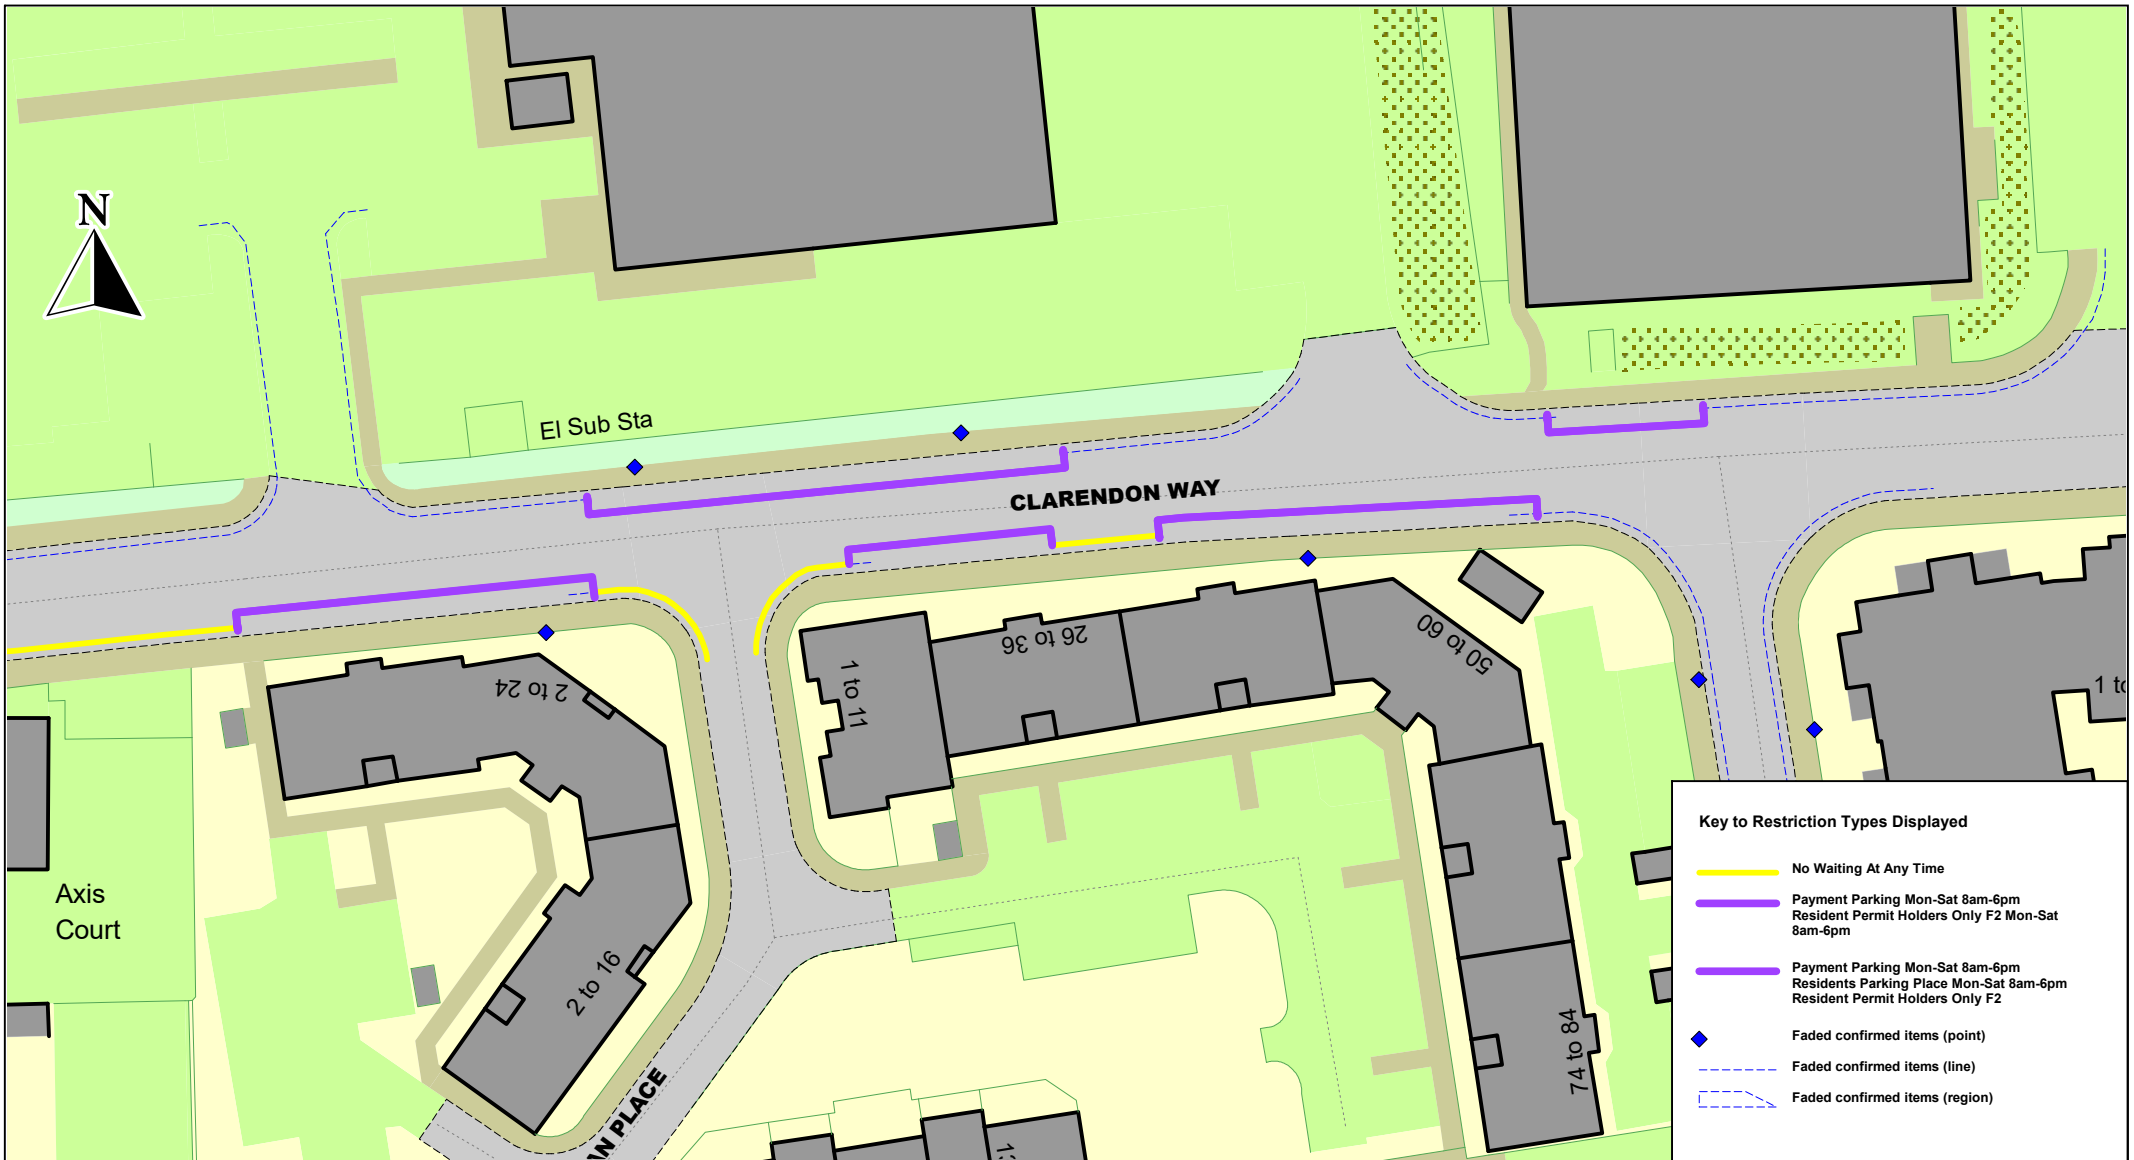 N
El Sub Sta
CLARENDON WAY
2 to 24
1 to 11
26 to 36
50 to 60
1 to
Axis
Court
2 to 16
74 to 84
AN PLACE
Key to Restriction Types Displayed
No Waiting At Any Time
Payment Parking Mon-Sat 8am-6pm
Resident Permit Holders Only F2 Mon-Sat
8am-6pm
Payment Parking Mon-Sat 8am-6pm
Residents Parking Place Mon-Sat 8am-6pm
Resident Permit Holders Only F2
Faded confirmed items (point)
Faded confirmed items (line)
Faded confirmed items (region)